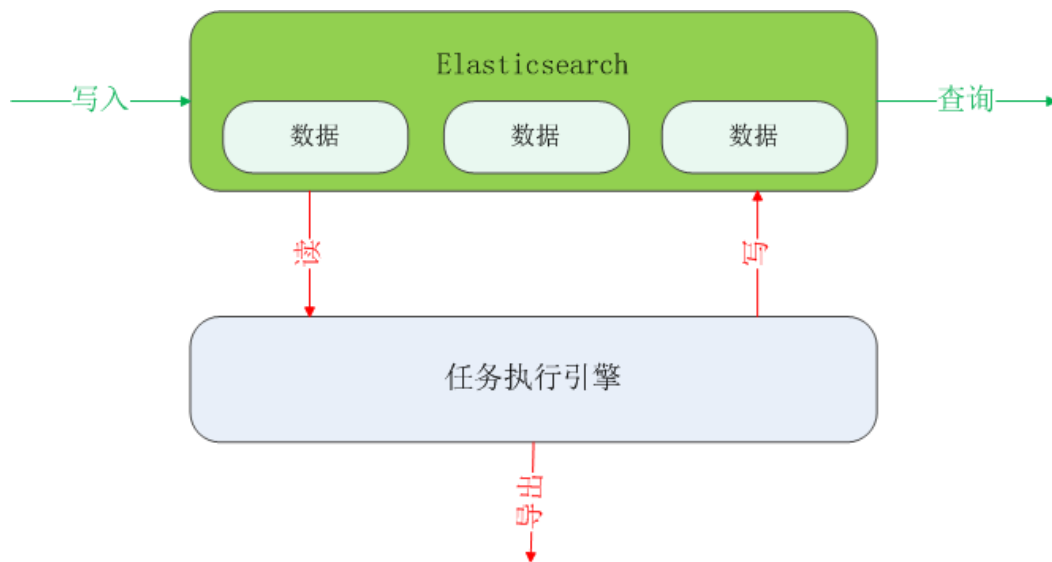 Elasticsearch
写入
数据
数据
数据
查询
读
写
任务执行引擎
导出